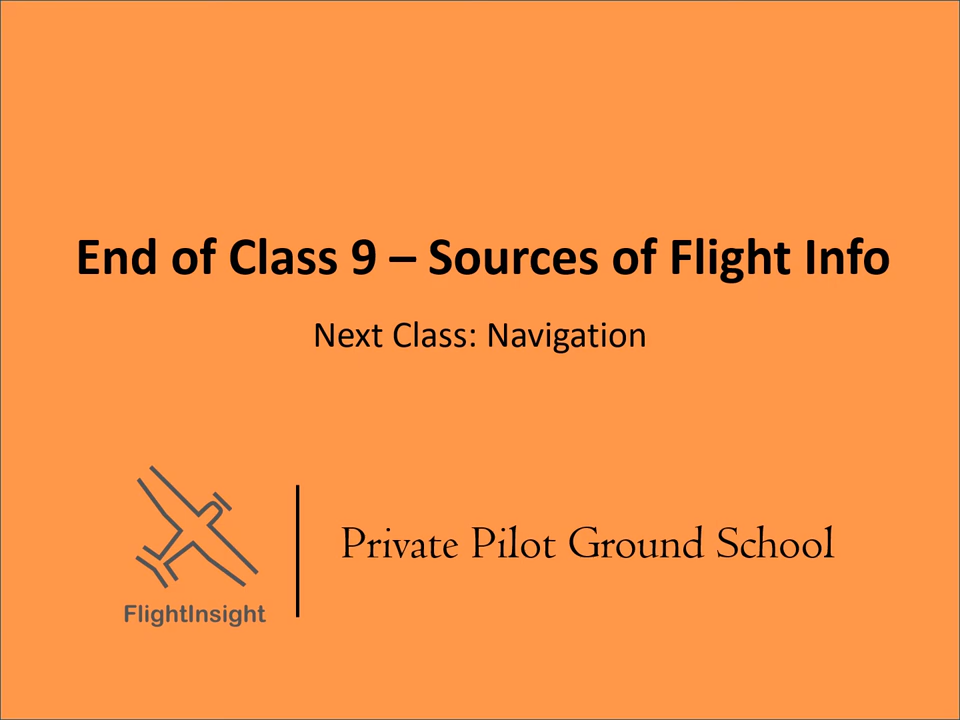 End of Class 9 – Sources of Flight Info
Next Class: Navigation
Private Pilot Ground School
FlightInsight